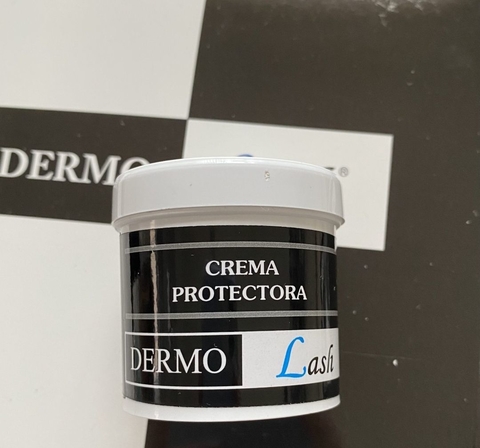 DERMO
CREMA
PROTECTORA
DERMO Lash